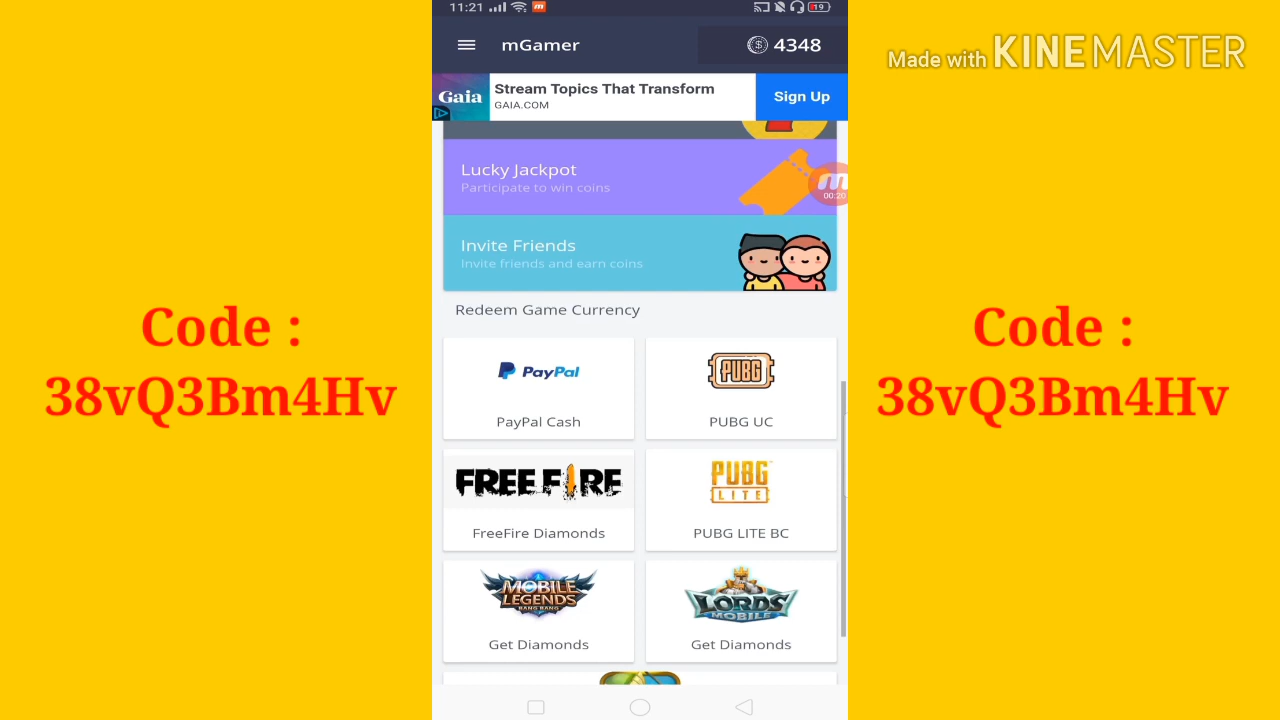 11:21
19
mGamer
4348
Made with KINEMASTER
Gaia
Stream Topics That Transform
GAIA.COM
Sign Up
Lucky Jackpot
Participate to win coins
00:20
Invite Friends
Invite friends and earn coins
Redeem Game Currency
Code :
38vQ3Bm4Hv
Code :
38vQ3Bm4Hv
PayPal
PUBG
PayPal Cash
PUBG UC
FREE FIRE
PUBG
LITE
FreeFire Diamonds
PUBG LITE BC
MOBILE
LEGENDS
BANG BANG
LORDS
MOBILE
Get Diamonds
Get Diamonds